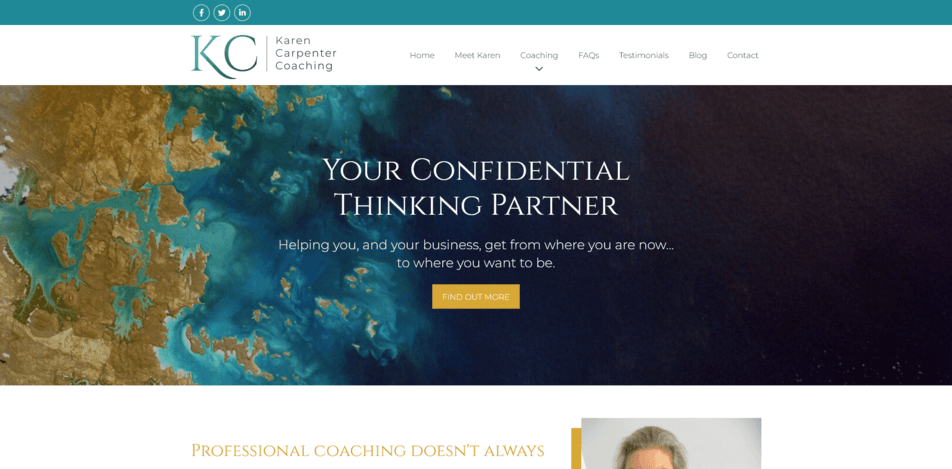 KC
Karen
Carpenter
Coaching
Home Meet Karen Coaching FAQs Testimonials Blog Contact
Your Confidential
Thinking Partner
Helping you, and your business, get from where you are now...
to where you want to be.
FIND OUT MORE
Professional coaching doesn't always